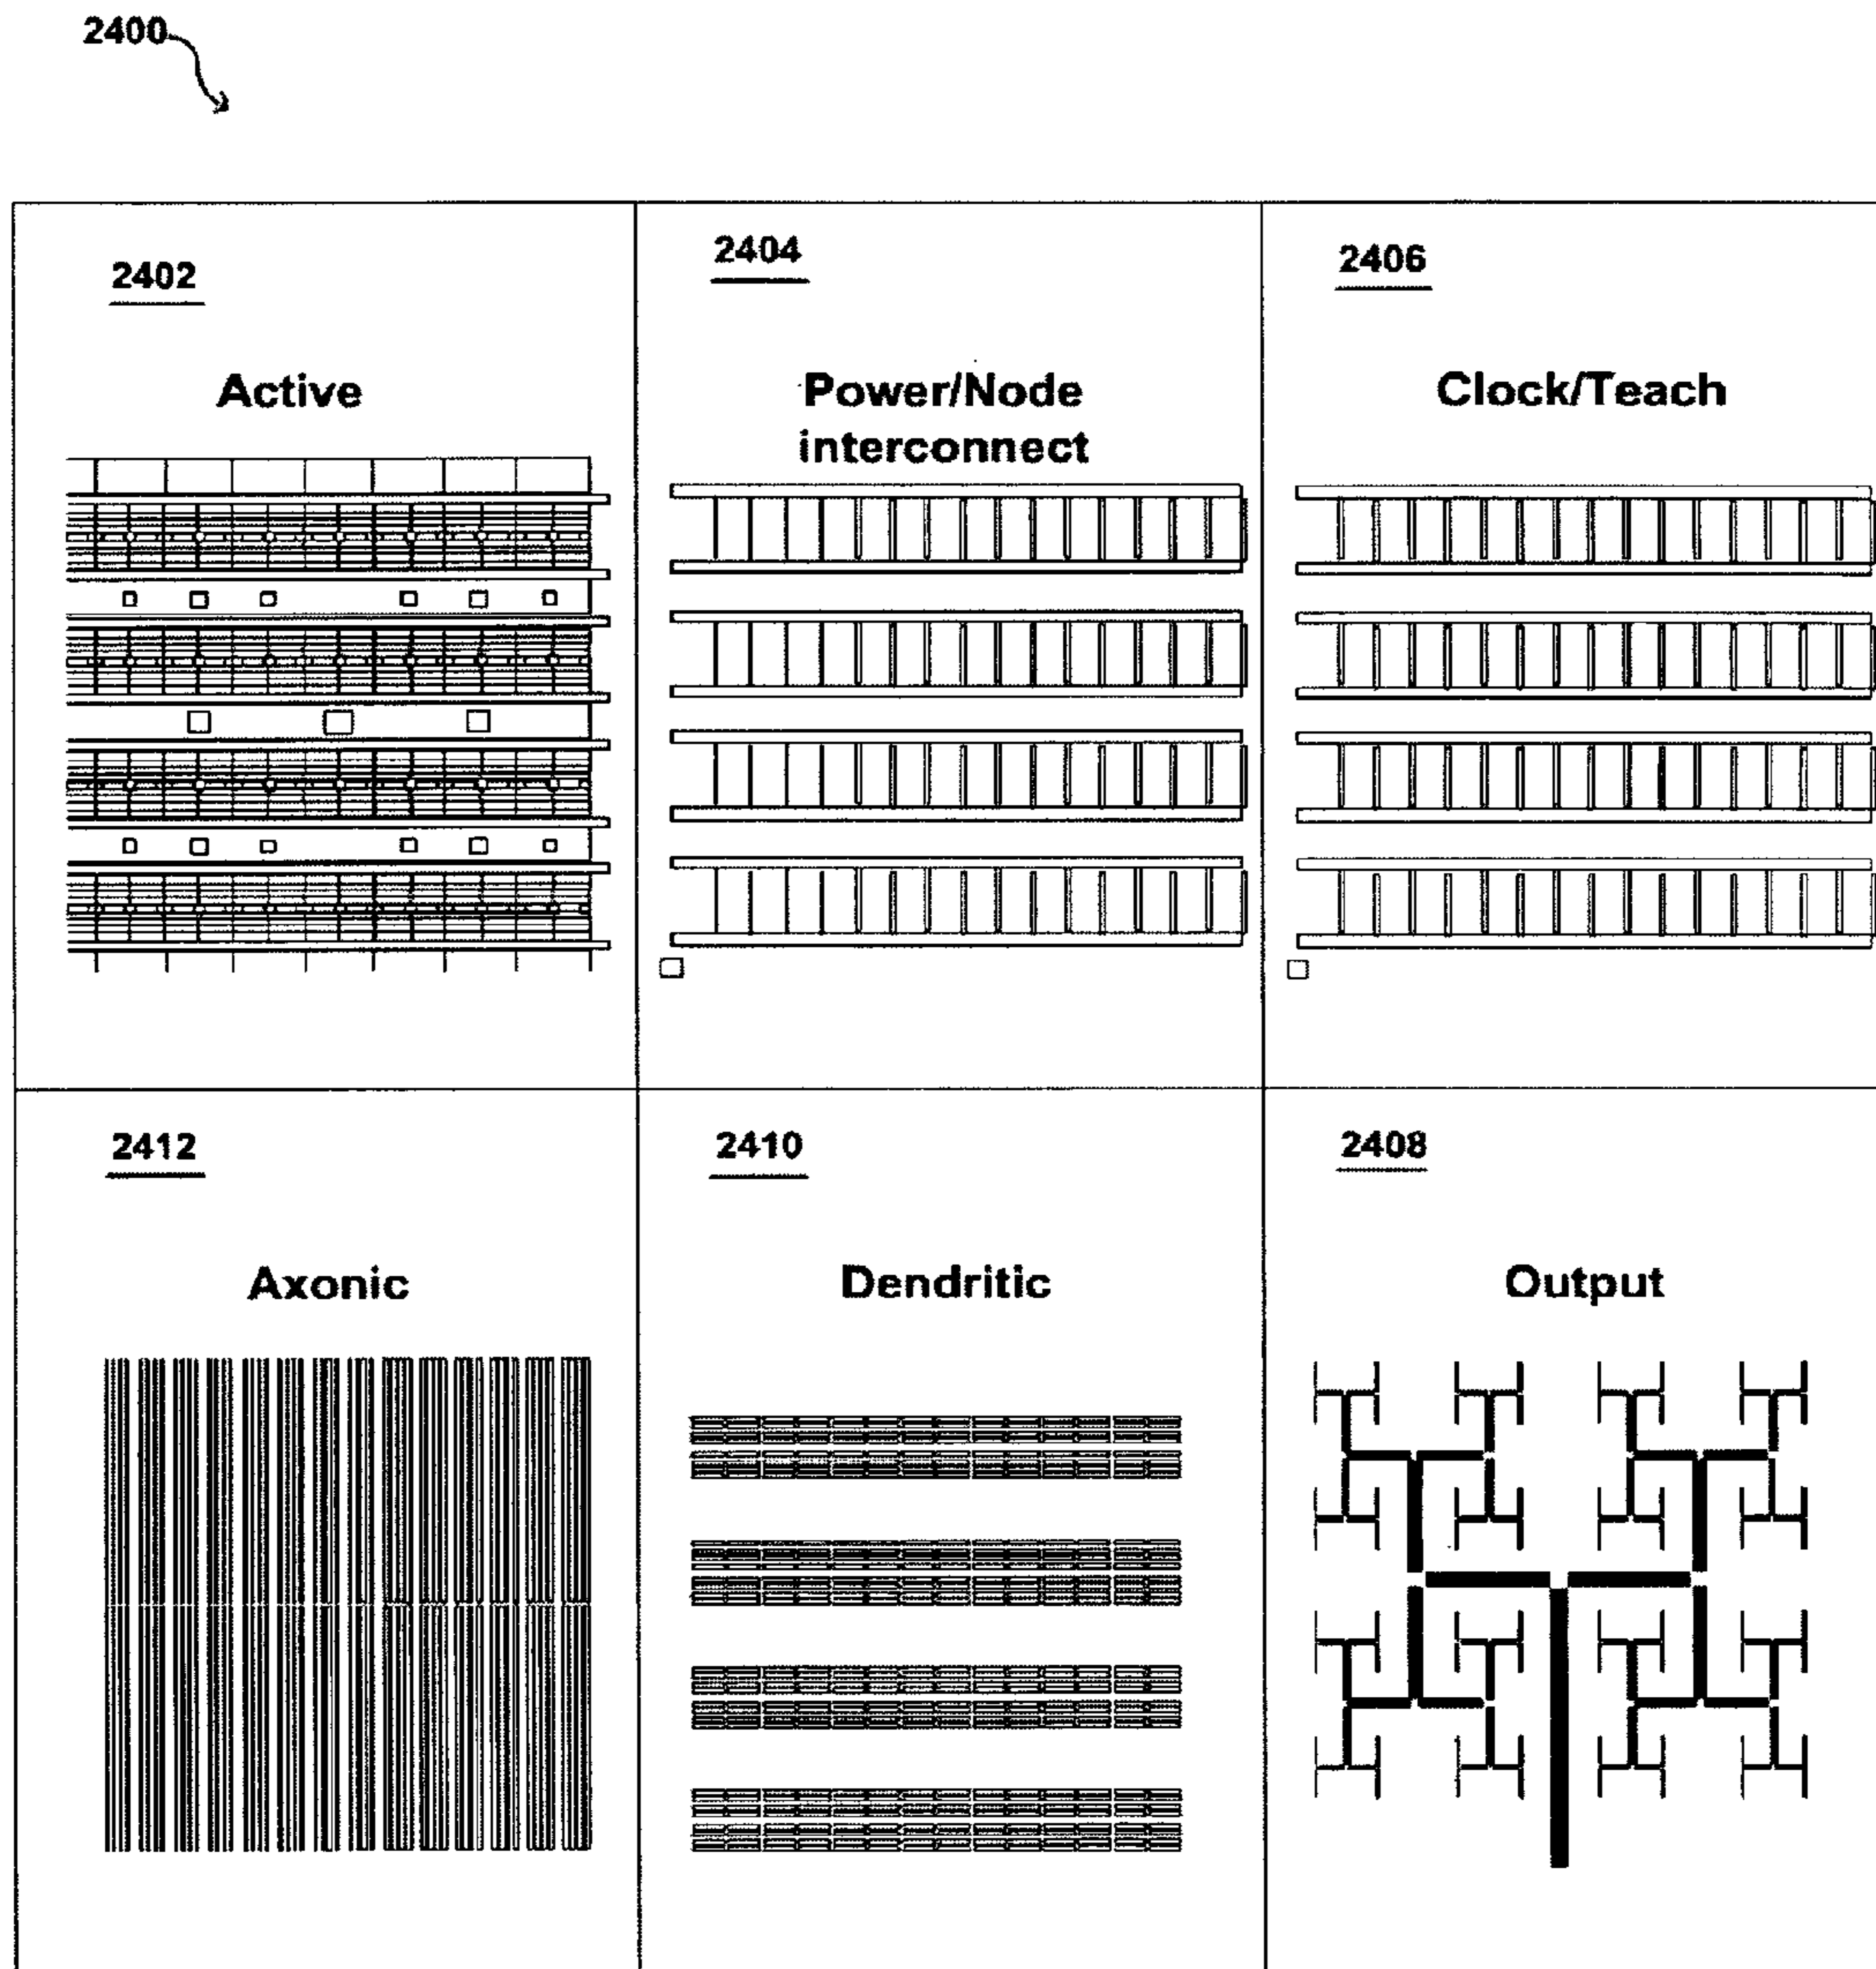 2400
2402
Active
2404
Power/Node
interconnect
2406
Clock/Teach
2412
Axonic
2410
Dendritic
2408
Output